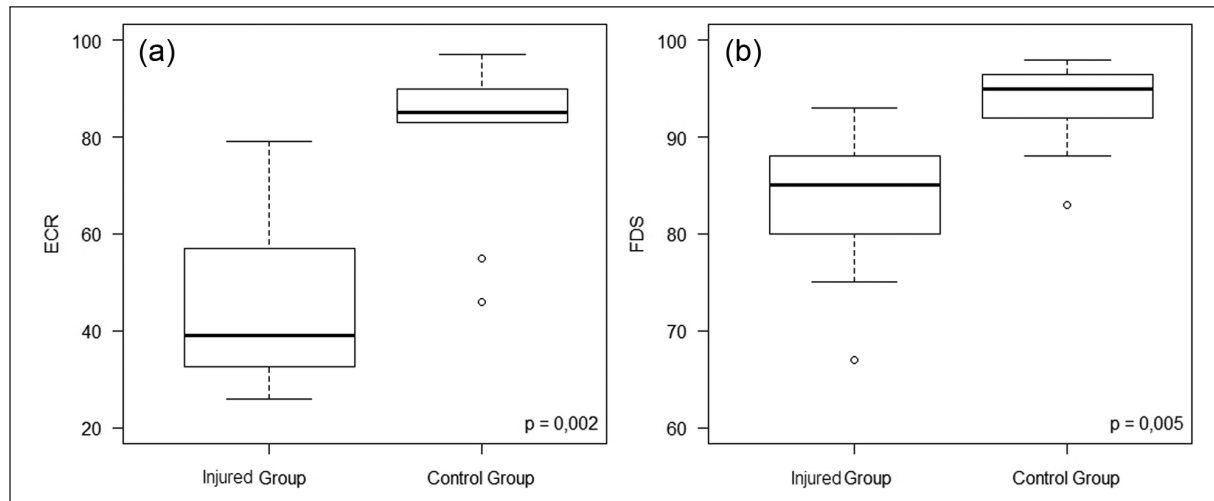 (a)
100
80
60
40
20
ECR
Injured Group
Control Group
p = 0,002
(b)
100
90
80
70
60
FDS
Injured Group
Control Group
p = 0,005